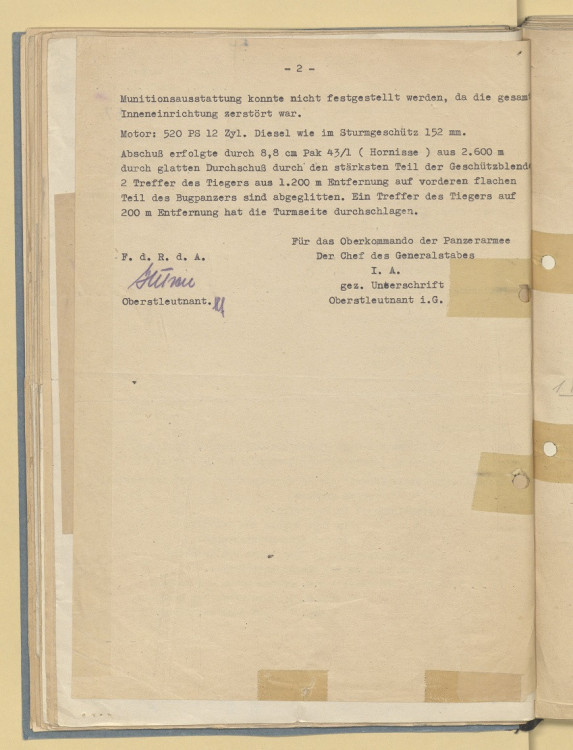 - 2 -
Munitionsausstattung konnte nicht festgestellt werden, da die gesamt
Inneneinrichtung zerstört war.
Motor: 520 PS 12 Zyl. Diesel wie im Sturmgeschütz 152 mm.
Abschuß erfolgte durch 8,8 cm Pak 43/1 ( Hornisse ) aus 2.600 m
durch glatten Durchschuß durch den stärksten Teil der Geschützblende
2 Treffer des Tiegers aus 1.200 m Entfernung auf vorderen flachen
Teil des Bugpanzers sind abgeglitten. Ein Treffer des Tiegers auf
200 m Entfernung hat die Turmseite durchschlagen.
Für das Oberkommando der Panzerarmee
F. d. R. d. A. Der Chef des Generalstabes
I. A.
gez. Unterschrift
Oberstleutnant. Oberstleutnant i.G.